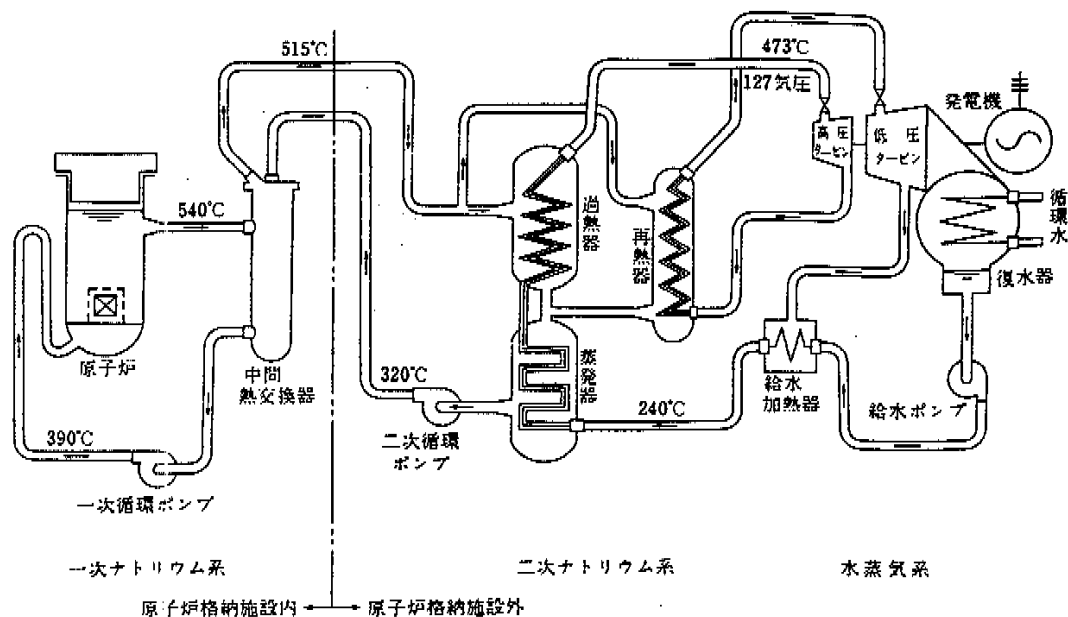 515℃
473℃
127気圧
発電機
高圧
タービン
低圧
タービン
540℃
過熱器
再熱器
循環水
復水器
原子炉
中間
熱交換器
320℃
蒸発器
240℃
給水
加熱器
給水ポンプ
390℃
二次循環
ポンプ
一次循環ポンプ
一次ナトリウム系
二次ナトリウム系
水蒸気系
原子炉格納施設内
原子炉格納施設外